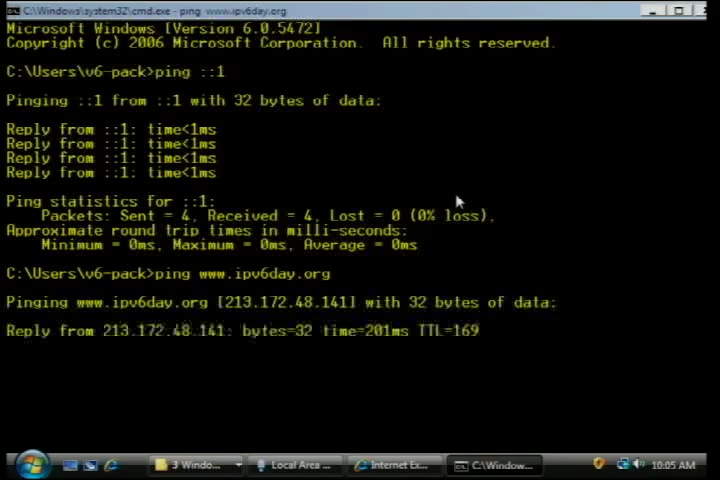 C:\Windows\system32\cmd.exe - ping www.ipv6day.org
Microsoft Windows [Version 6.0.5472]
Copyright (c) 2006 Microsoft Corporation.  All rights reserved.
C:\Users\v6-pack>ping ::1
Pinging ::1 from ::1 with 32 bytes of data:
Reply from ::1: time<1ms
Reply from ::1: time<1ms
Reply from ::1: time<1ms
Reply from ::1: time<1ms
Ping statistics for ::1:
Packets: Sent = 4, Received = 4, Lost = 0 (0% loss),
Approximate round trip times in milli-seconds:
Minimum = 0ms, Maximum = 0ms, Average = 0ms
C:\Users\v6-pack>ping www.ipv6day.org
Pinging www.ipv6day.org [213.172.48.141] with 32 bytes of data:
Reply from 213.172.48.141: bytes=32 time=201ms TTL=169
3 Windo... Local Area ... Internet Ex... C:\Window... 10:05 AM